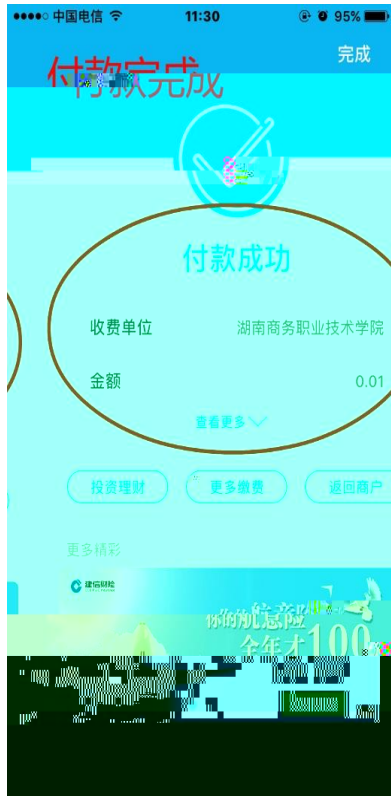 中国电信 11:30 95%
完成
付款完成
付款成功
收费单位 湖南商务职业技术学院
金额 0.01
查看更多
投资理财 更多缴费 返回商户
更多精彩
建信财险
你的航意险
全年才100